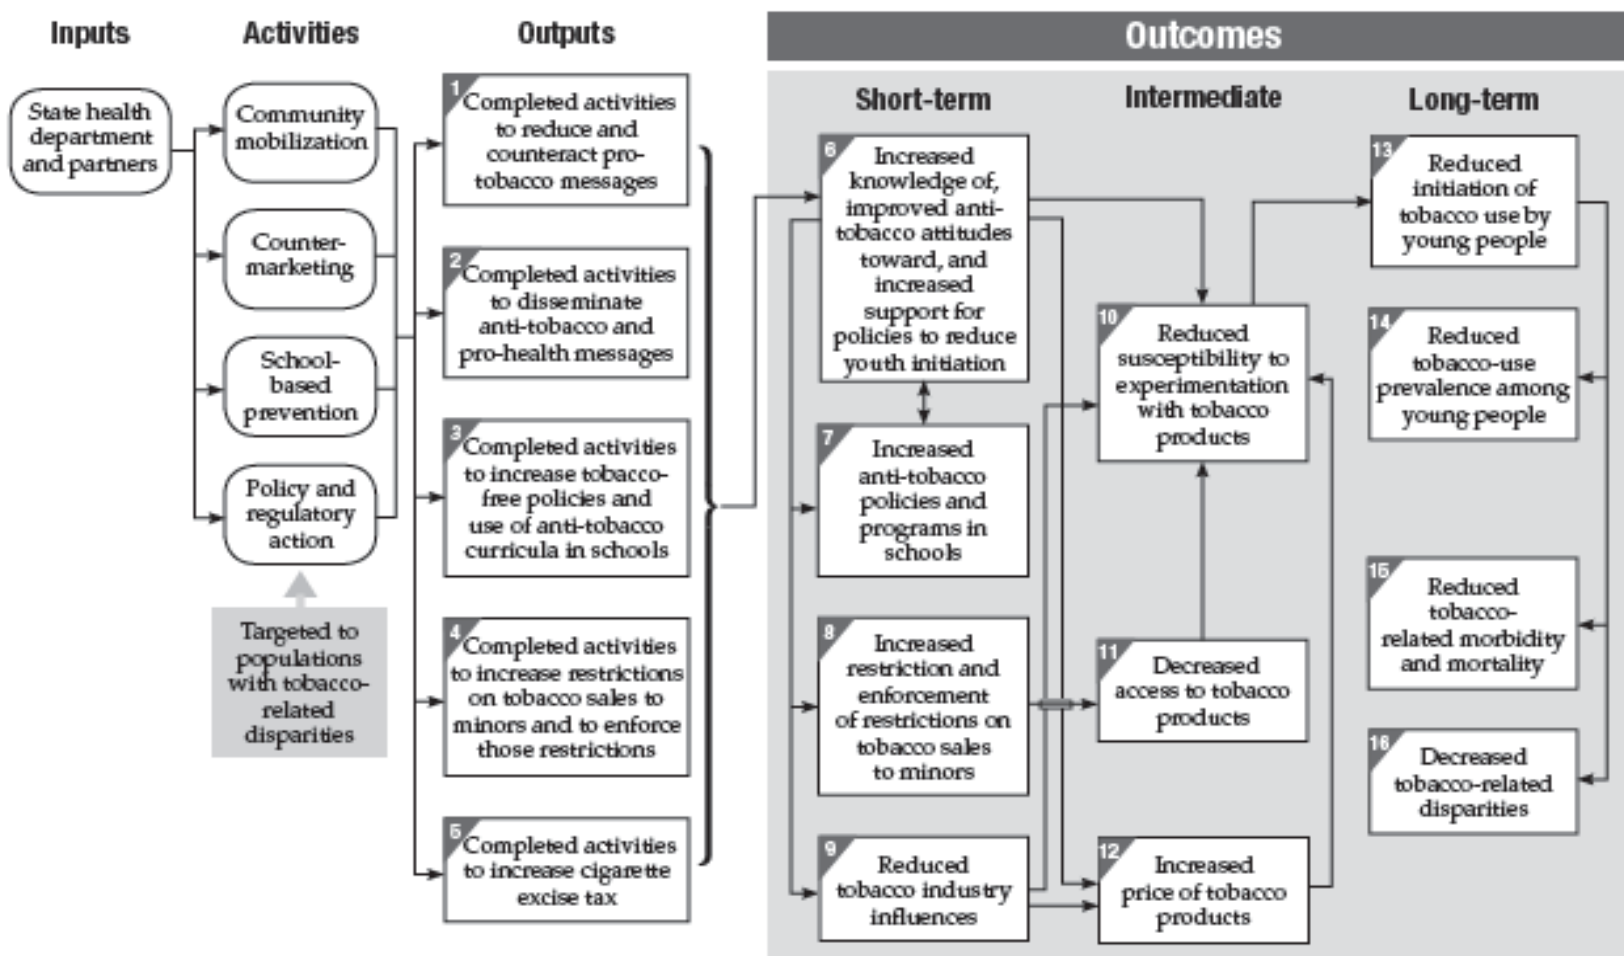 Inputs
Activities
Outputs
Outcomes
Short-term
Intermediate
Long-term
State health
department
and partners
Community
mobilization
Counter-
marketing
School-
based
prevention
Policy and
regulatory
action
Targeted to
populations
with tobacco-
related
disparities
1
Completed activities
to reduce and
counteract pro-
tobacco messages
2
Completed activities
to disseminate
anti-tobacco and
pro-health messages
3
Completed activities
to increase tobacco-
free policies and
use of anti-tobacco
curricula in schools
4
Completed activities
to increase restrictions
on tobacco sales to
minors and to enforce
those restrictions
5
Completed activities
to increase cigarette
excise tax
6
Increased
knowledge of,
improved anti-
tobacco attitudes
toward, and
increased
support for
policies to reduce
youth initiation
7
Increased
anti-tobacco
policies and
programs in
schools
8
Increased
restriction and
enforcement
of restrictions on
tobacco sales
to minors
9
Reduced
tobacco industry
influences
10
Reduced
susceptibility to
experimentation
with tobacco
products
11
Decreased
access to tobacco
products
12
Increased
price of tobacco
products
13
Reduced
initiation of
tobacco use by
young people
14
Reduced
tobacco-use
prevalence among
young people
15
Reduced
tobacco-
related morbidity
and mortality
16
Decreased
tobacco-related
disparities